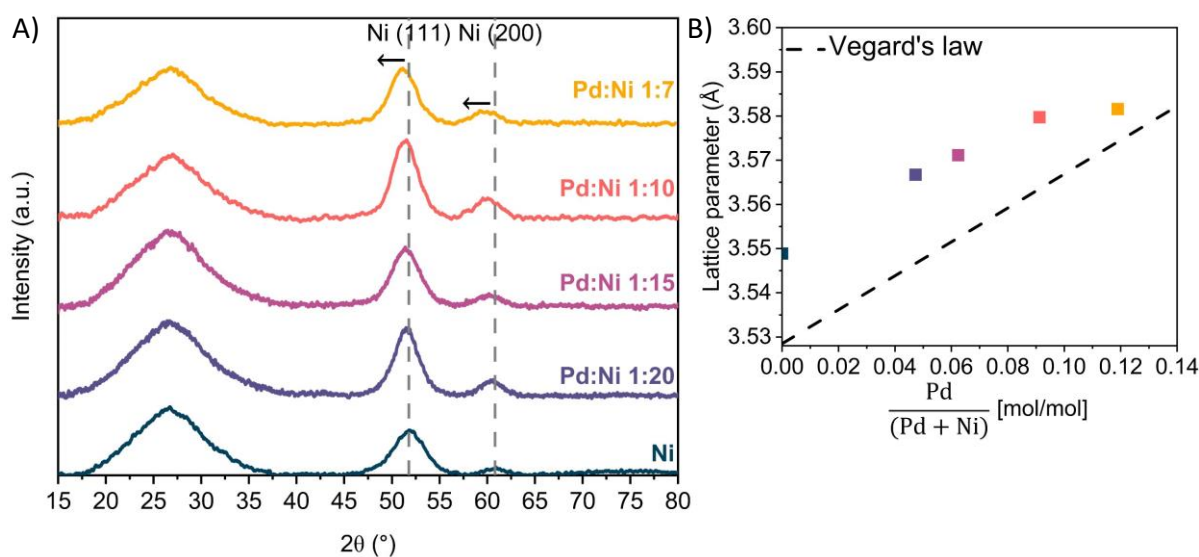 A)
Ni (111) Ni (200)
Pd:Ni 1:7
Pd:Ni 1:10
Pd:Ni 1:15
Pd:Ni 1:20
Ni
Intensity (a.u.)
15 20 25 30 35 40 45 50 55 60 65 70 75 80
2θ (°)
B)
Vegard's law
3.60
3.59
3.58
3.57
3.56
3.55
3.54
3.53
Lattice parameter (Å)
0.00 0.02 0.04 0.06 0.08 0.10 0.12 0.14
Pd
(Pd + Ni)
[mol/mol]